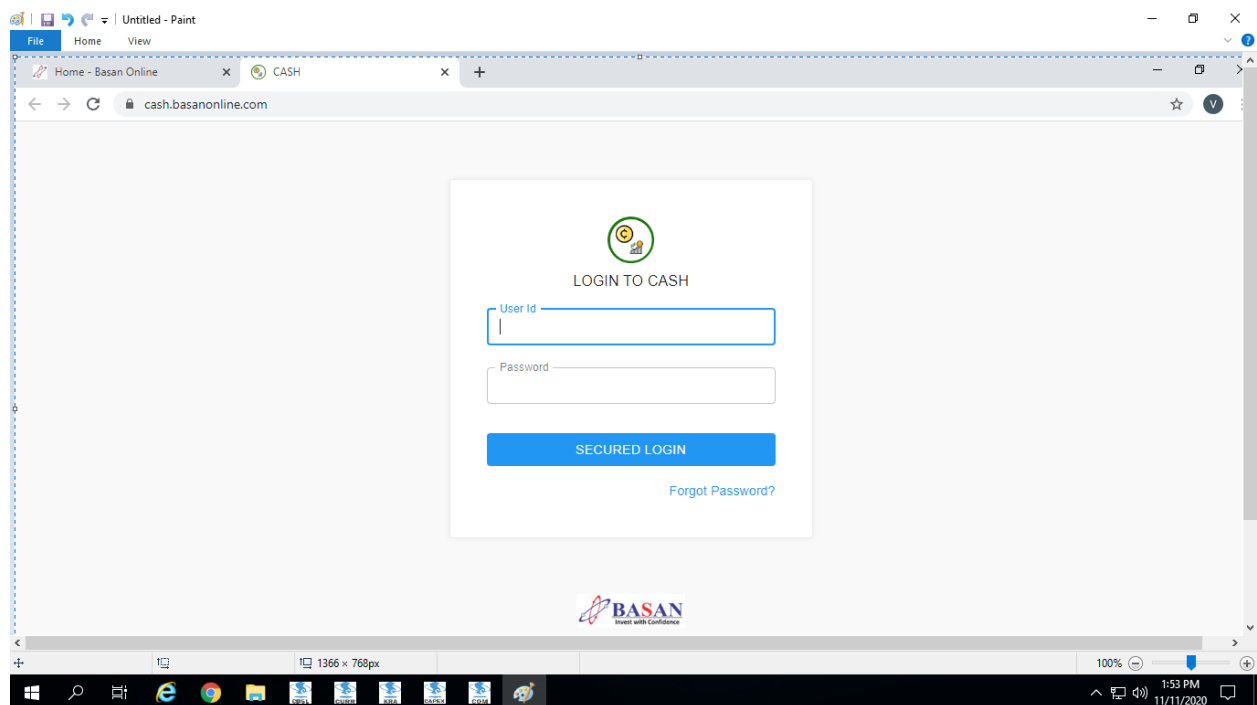 Untitled - Paint
File Home View
Home - Basan Online CASH
cash.basanonline.com
V
LOGIN TO CASH
User Id
Password
SECURED LOGIN
Forgot Password?
BASAN
Invest with Confidence
1366 × 768px
100%
1:53 PM
11/11/2020